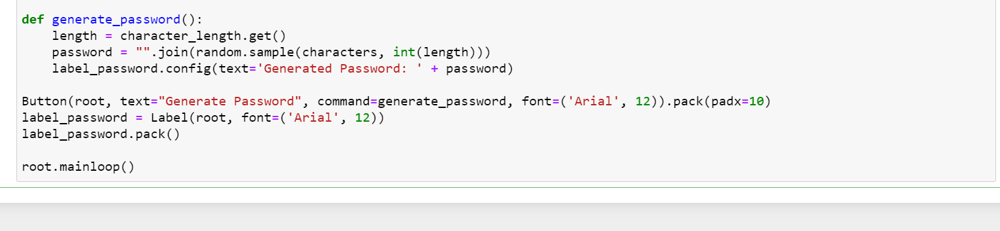 def generate_password():
    length = character_length.get()
    password = "".join(random.sample(characters, int(length)))
    label_password.config(text='Generated Password: ' + password)

Button(root, text="Generate Password", command=generate_password, font=('Arial', 12)).pack(padx=10)
label_password = Label(root, font=('Arial', 12))
label_password.pack()

root.mainloop()